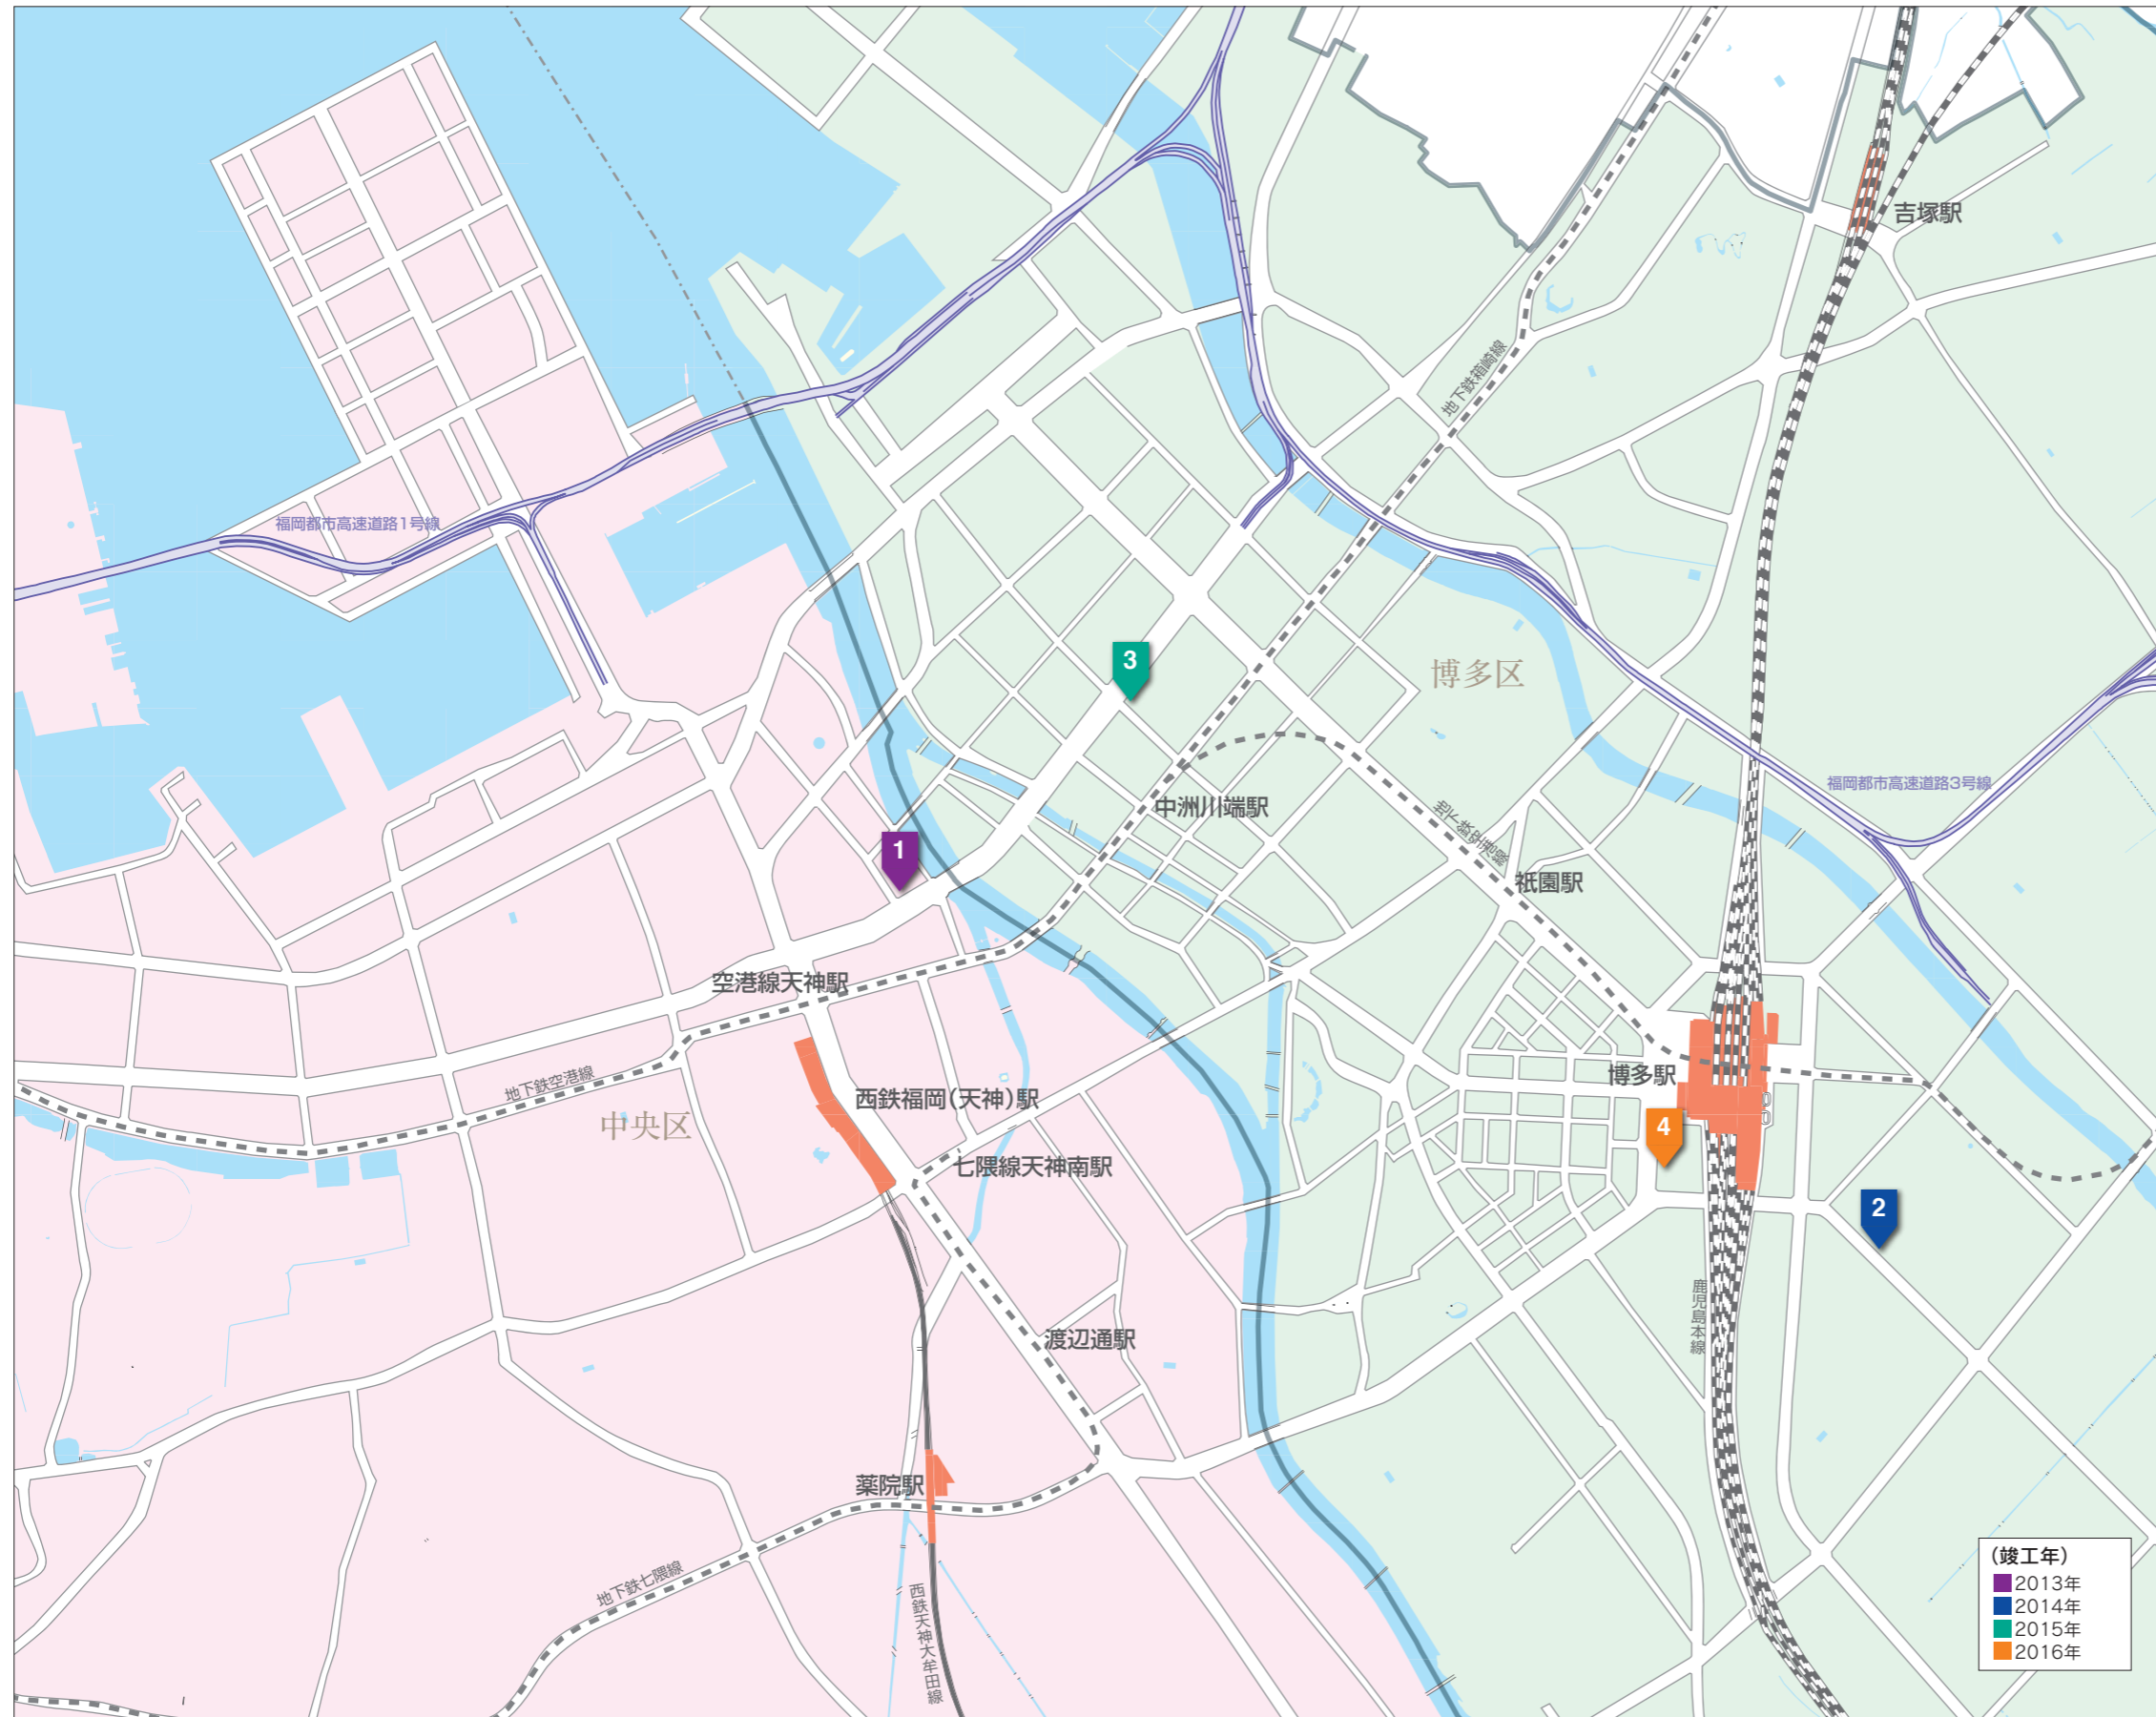 吉塚駅
地下鉄箱崎線
福岡都市高速道路1号線
3
博多区
福岡都市高速道路3号線
中洲川端駅
地下鉄空港線
1
祇園駅
空港線天神駅
博多駅
地下鉄空港線
西鉄福岡(天神)駅
中央区
4
七隈線天神南駅
2
鹿児島本線
渡辺通駅
薬院駅
地下鉄七隈線
西鉄天神大牟田線
(竣工年)
2013年
2014年
2015年
2016年